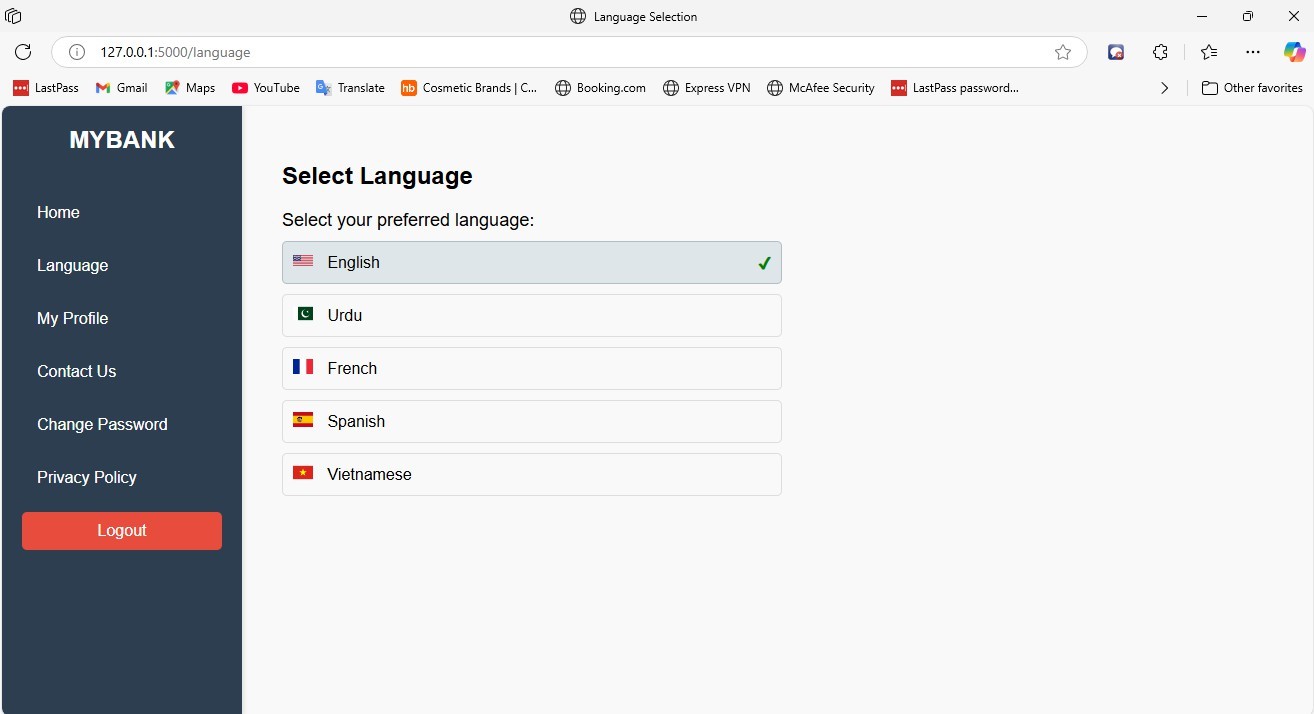 Language Selection
127.0.0.1:5000/language
LastPass Gmail Maps YouTube Translate hb Cosmetic Brands | C... Booking.com Express VPN McAfee Security LastPass password... Other favorites
MYBANK
Home
Language
My Profile
Contact Us
Change Password
Privacy Policy
Logout
Select Language
Select your preferred language:
English
Urdu
French
Spanish
Vietnamese